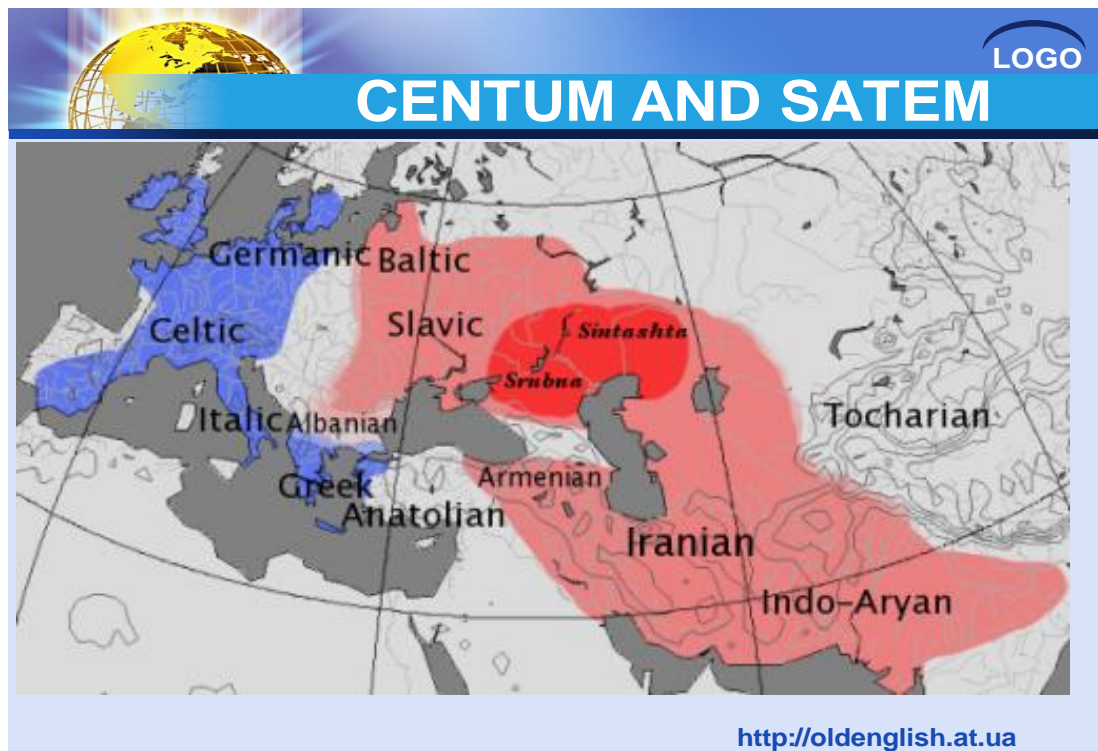 LOGO
CENTUM AND SATEM
Germanic Baltic
Celtic Slavic Sintashta
Srubna
Italic Albanian Tocharian
Greek Armenian
Anatolian
Iranian
Indo-Aryan
http://oldenglish.at.ua